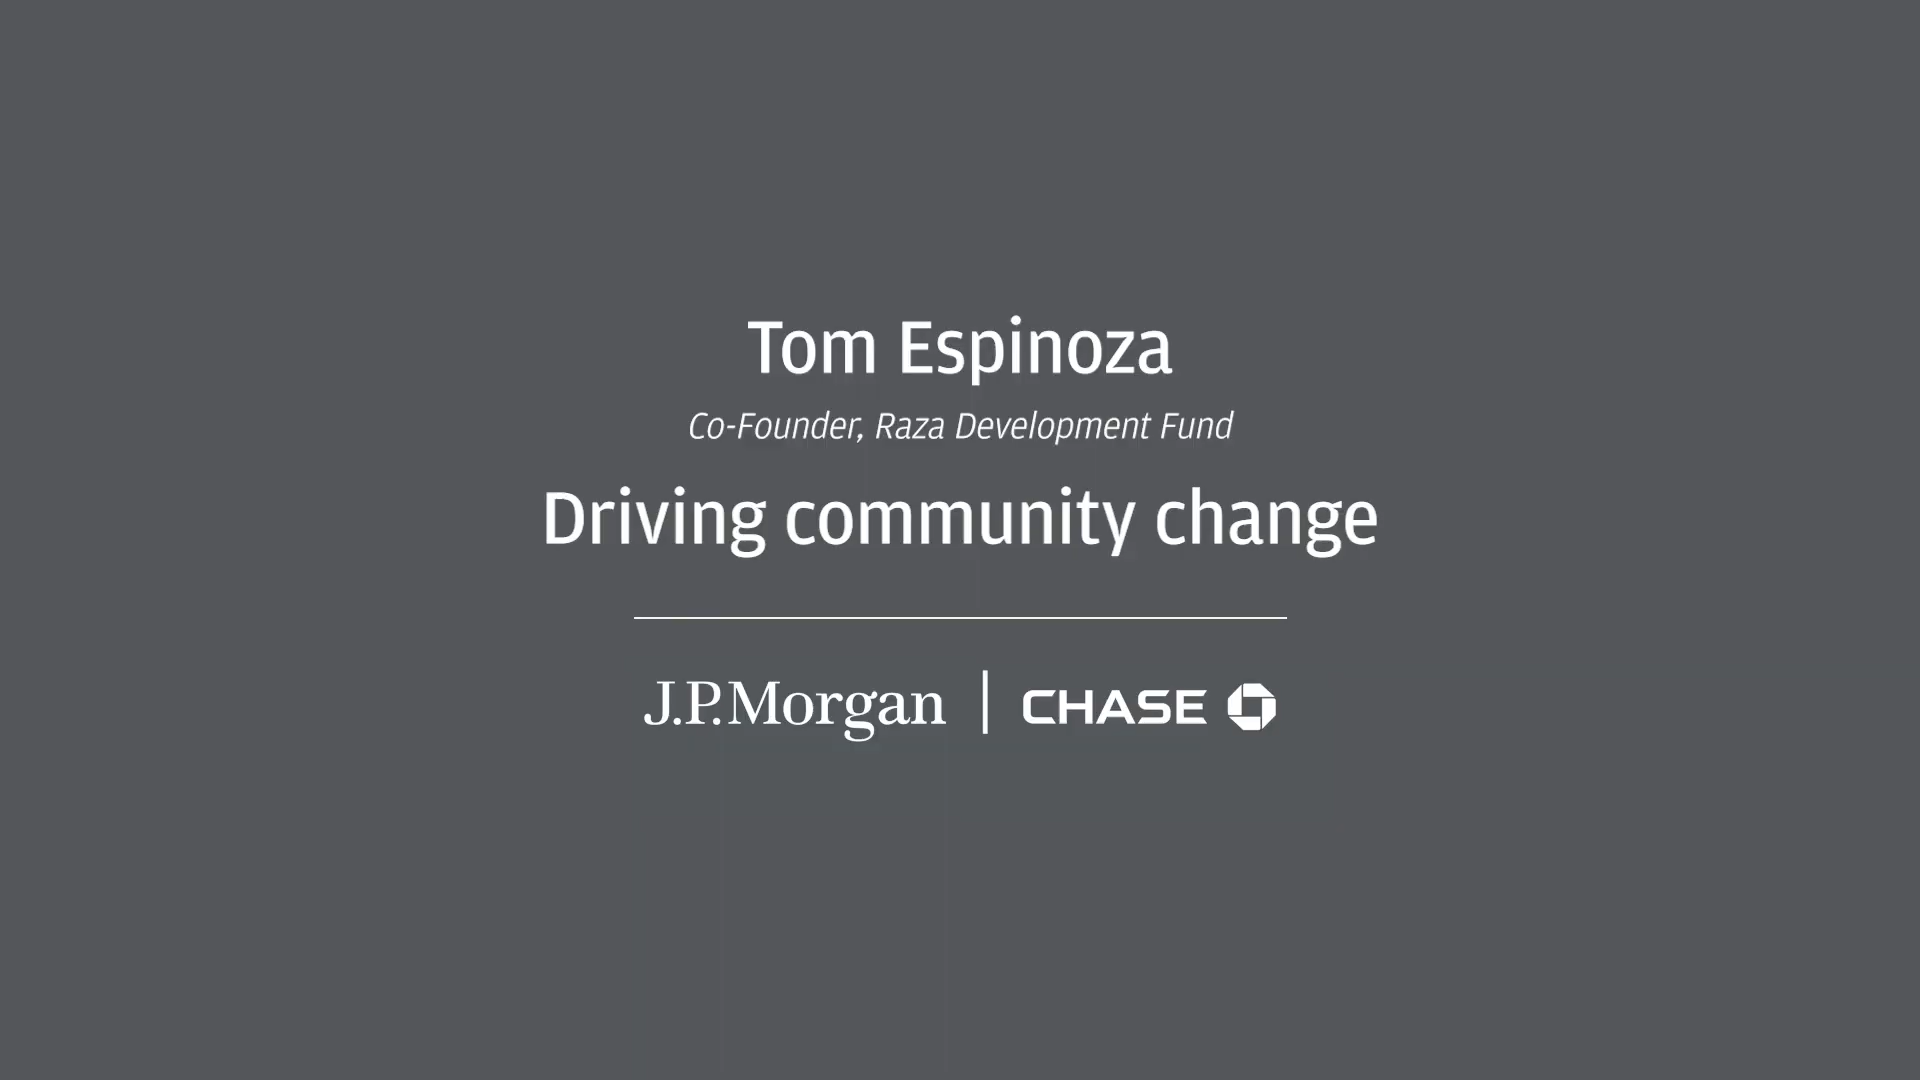 Tom Espinoza
Co-Founder, Raza Development Fund
Driving community change
J.P.Morgan | CHASE